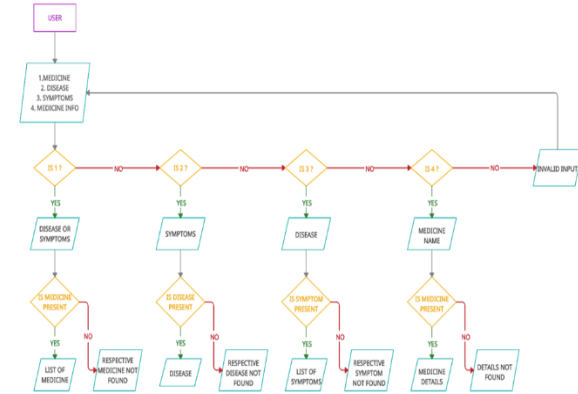 USER
1,MEDICINE
2. DISEASE
3. SYMPTOMS
4. MEDICINE INFO
IS 1 ?
NO
IS 2 ?
NO
IS 3 ?
NO
IS 4 ?
NO
INVALID INPUT
YES
YES
YES
YES
DISEASE OR
SYMPTOMS
SYMPTOMS
DISEASE
MEDICINE
NAME
IS MEDICINE
PRESENT
IS DISEASE
PRESENT
IS SYMPTOM
PRESENT
IS MEDICINE
PRESENT
YES
NO
YES
NO
YES
NO
YES
NO
LIST OF
MEDICINE
RESPECTIVE
MEDICINE NOT
FOUND
DISEASE
RESPECTIVE
DISEASE NOT
FOUND
LIST OF
SYMPTOMS
RESPECTIVE
SYMPTOM
NOT FOUND
MEDICINE
DETAILS
DETAILS NOT
FOUND